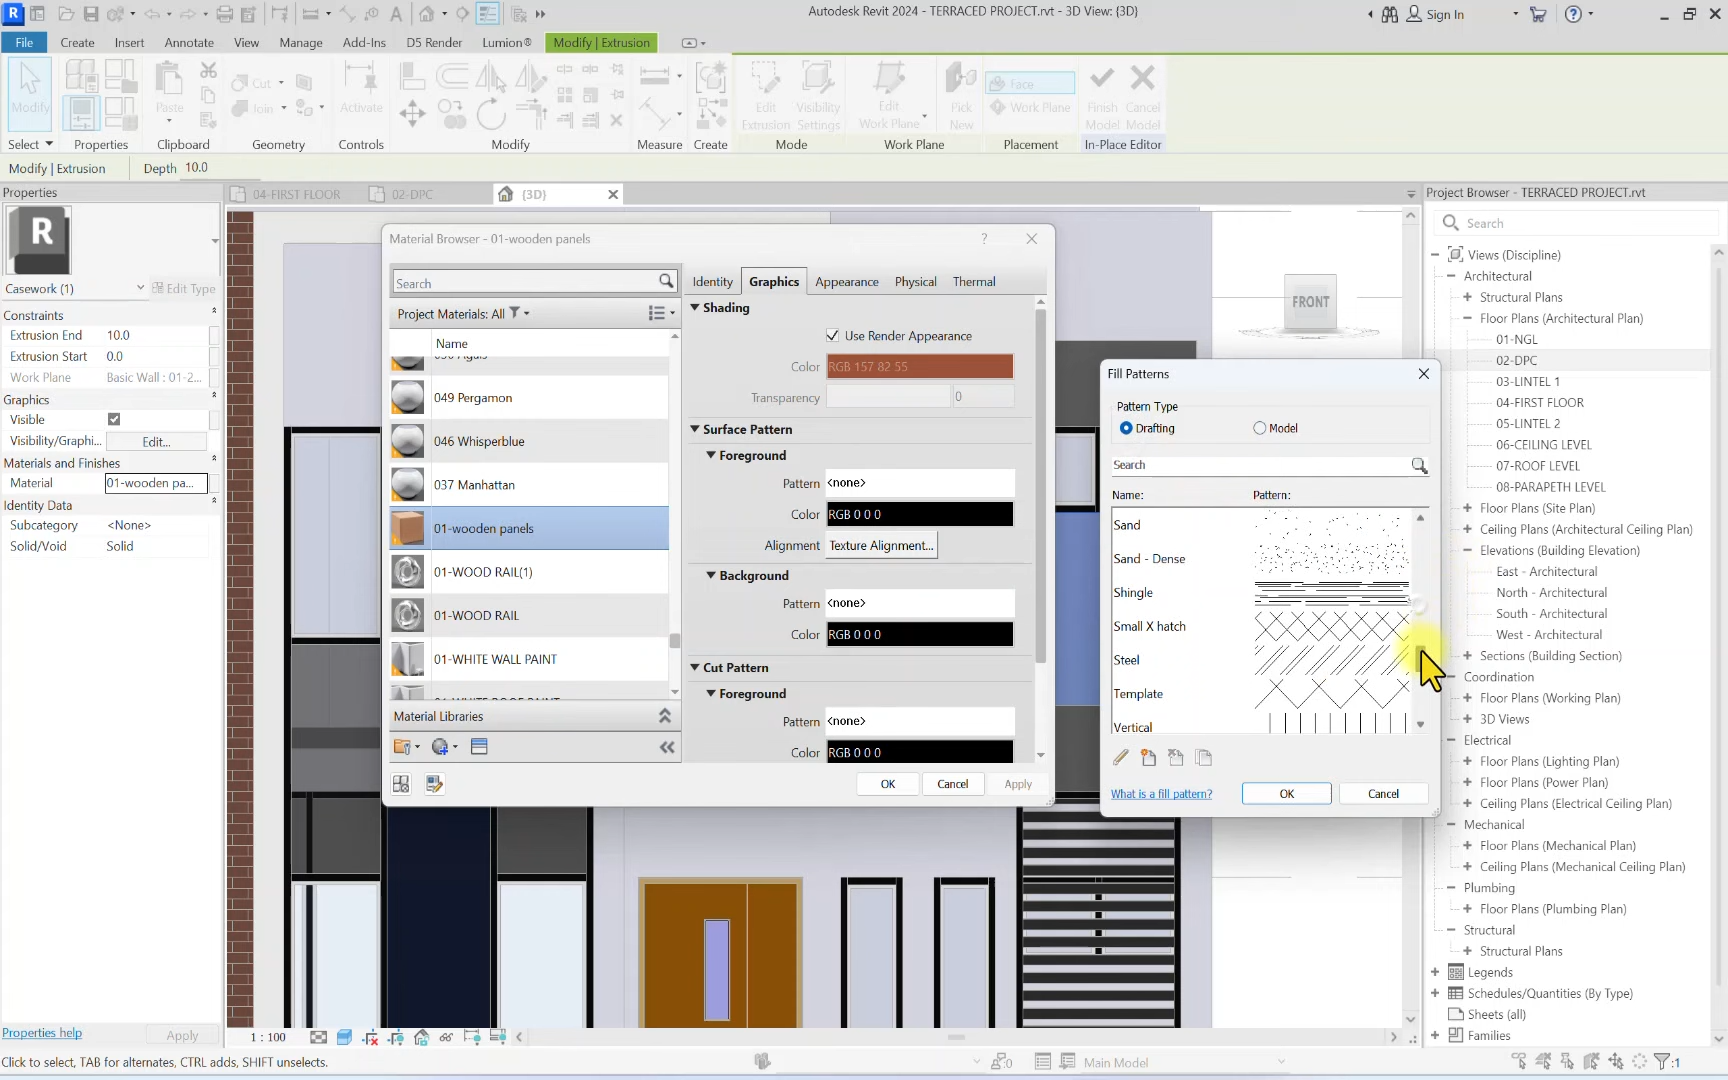 Autodesk Revit 2024 - TERRACED PROJECT.rvt - 3D View: {3D}
Sign In
File Create Insert Annotate View Manage Add-Ins D5 Render Lumion® Modify | Extrusion
Modify Paste Cut Join Activate Edit Extrusion Visibility Settings Edit Work Plane Pick New Face Work Plane Finish Model Cancel Model
Select Properties Clipboard Geometry Controls Modify Measure Create Mode Work Plane Placement In-Place Editor
Modify | Extrusion Depth 10.0
Properties
R
Casework (1) Edit Type
Constraints
Extrusion End 10.0
Extrusion Start 0.0
Work Plane Basic Wall : 01-2...
Graphics
Visible
Visibility/Graphi... Edit...
Materials and Finishes
Material 01-wooden pa...
Identity Data
Subcategory <None>
Solid/Void Solid
Properties help Apply
04-FIRST FLOOR 02-DPC {3D}
Material Browser - 01-wooden panels
Search
Project Materials: All
Name
049 Pergamon
046 Whisperblue
037 Manhattan
01-wooden panels
01-WOOD RAIL(1)
01-WOOD RAIL
01-WHITE WALL PAINT
Material Libraries
Identity Graphics Appearance Physical Thermal
Shading
Use Render Appearance
Color RGB 157 82 55
Transparency 0
Surface Pattern
Foreground
Pattern <none>
Color RGB 0 0 0
Alignment Texture Alignment...
Background
Pattern <none>
Color RGB 0 0 0
Cut Pattern
Foreground
Pattern <none>
Color RGB 0 0 0
OK Cancel Apply
FRONT
Fill Patterns
Pattern Type
Drafting Model
Search
Name: Pattern:
Sand
Sand - Dense
Shingle
Small X hatch
Steel
Template
Vertical
What is a fill pattern? OK Cancel
Project Browser - TERRACED PROJECT.rvt
Search
Views (Discipline)
Architectural
Structural Plans
Floor Plans (Architectural Plan)
01-NGL
02-DPC
03-LINTEL 1
04-FIRST FLOOR
05-LINTEL 2
06-CEILING LEVEL
07-ROOF LEVEL
08-PARAPETH LEVEL
Floor Plans (Site Plan)
Ceiling Plans (Architectural Ceiling Plan)
Elevations (Building Elevation)
East - Architectural
North - Architectural
South - Architectural
West - Architectural
Sections (Building Section)
Coordination
Floor Plans (Working Plan)
3D Views
Electrical
Floor Plans (Lighting Plan)
Floor Plans (Power Plan)
Ceiling Plans (Electrical Ceiling Plan)
Mechanical
Floor Plans (Mechanical Plan)
Ceiling Plans (Mechanical Ceiling Plan)
Plumbing
Floor Plans (Plumbing Plan)
Structural
Structural Plans
Legends
Schedules/Quantities (By Type)
Sheets (all)
Families
1 : 100
Click to select, TAB for alternates, CTRL adds, SHIFT unselects.
:0 Main Model :1